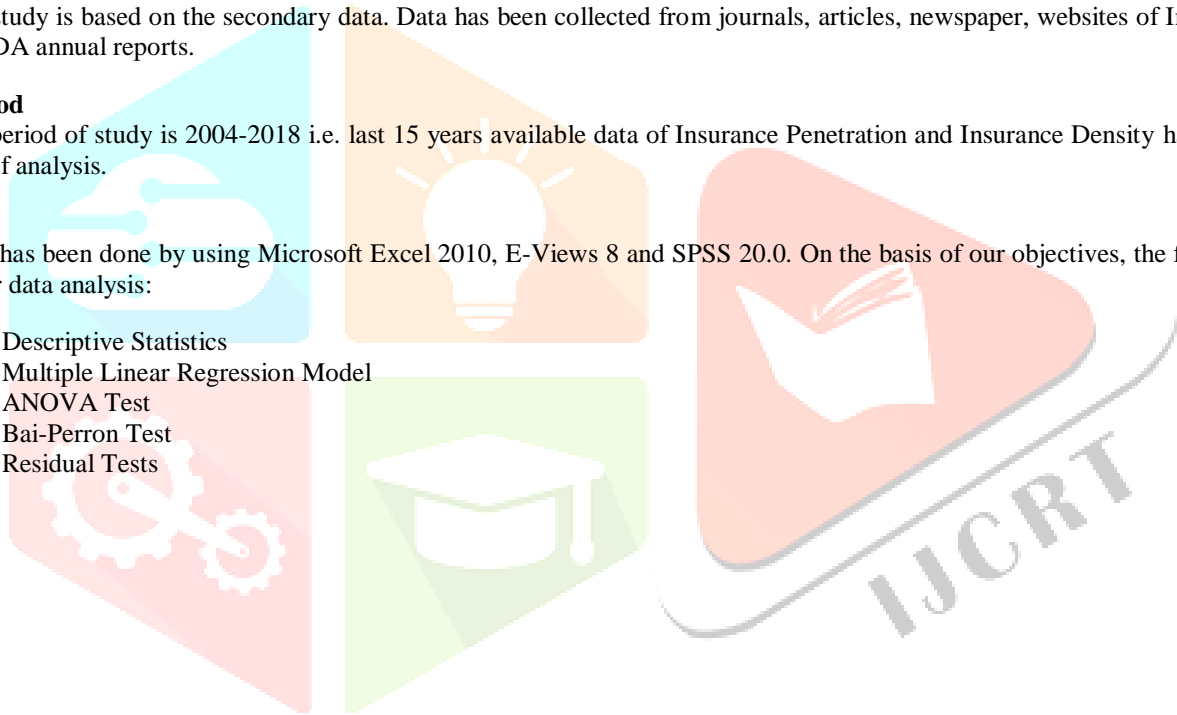 study is based on the secondary data. Data has been collected from journals, articles, newspaper, websites of
DA annual reports.
od
period of study is 2004-2018 i.e. last 15 years available data of Insurance Penetration and Insurance Density
f analysis.
has been done by using Microsoft Excel 2010, E-Views 8 and SPSS 20.0. On the basis of our objectives, the
data analysis:
Descriptive Statistics
Multiple Linear Regression Model
ANOVA Test
Bai-Perron Test
Residual Tests
IJCRT